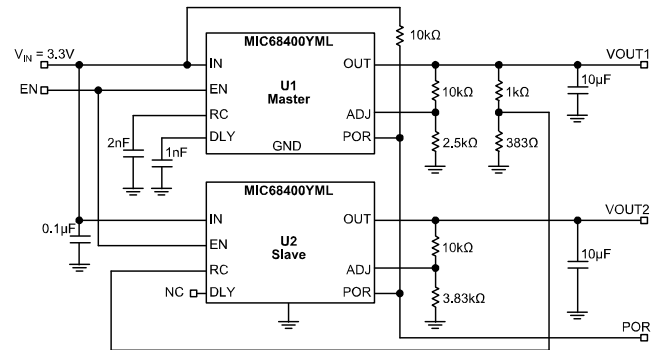 MIC68400YML
10kΩ
VIN = 3.3V
IN
OUT
VOUT1
EN
EN
U1
Master
10kΩ
1kΩ
10µF
RC
ADJ
2nF
1nF
DLY
POR
2.5kΩ
383Ω
GND
MIC68400YML
IN
OUT
VOUT2
0.1µF
EN
U2
Slave
10kΩ
10µF
RC
ADJ
NC
DLY
POR
3.83kΩ
POR